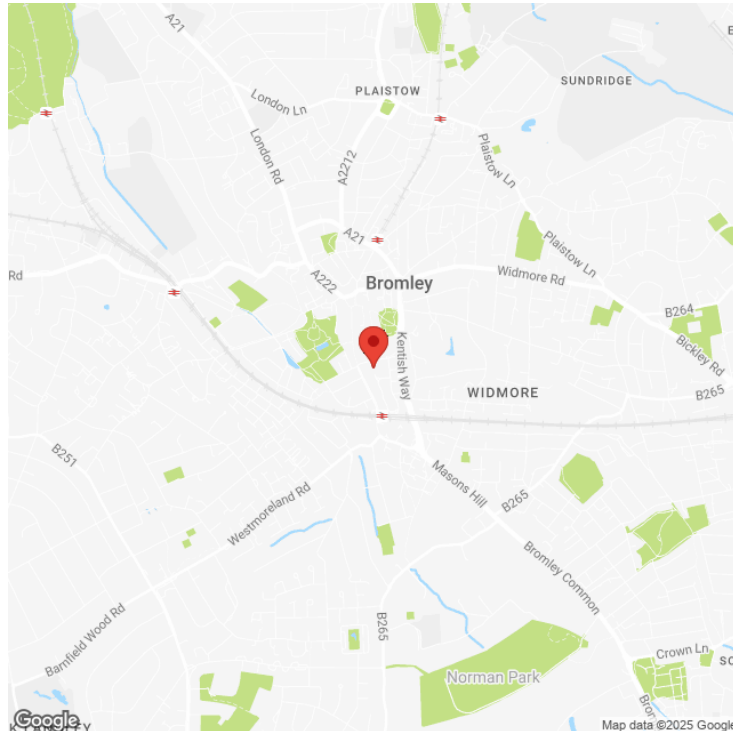 A21
SUNDRIDGE
PLAISTOW
London Ln
London Rd
A2212
Plaistow Ln
A21
Plaistow Ln
A222
Bromley
Widmore Rd
Rd
B264
Bickley Rd
Kentish Way
WIDMORE
B265
B251
Masons Hill
B265
Westmoreland Rd
Bromley Common
Barnfield Wood Rd
B265
Crown Ln
Norman Park
Google
Map data ©2025 Google